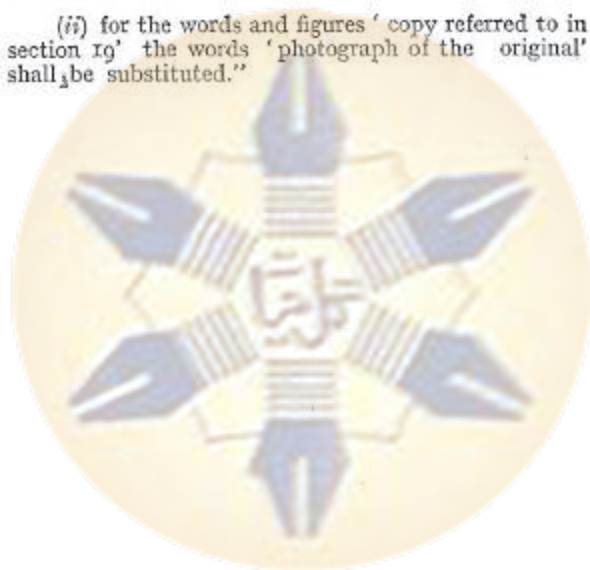 (ii) for the words and figures ‘ copy referred to in
section 19’ the words ‘photograph of the original’
shall be substituted.”